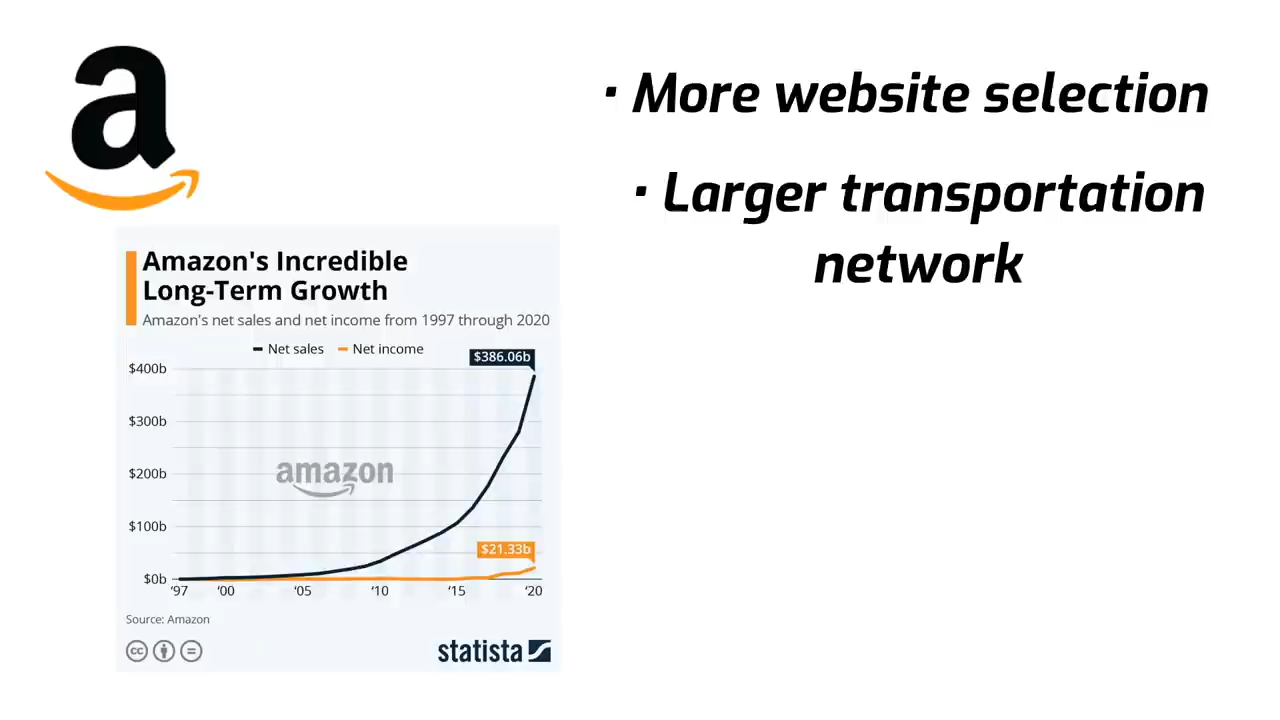 a
· More website selection
· Larger transportation
network
Amazon's Incredible
Long-Term Growth
Amazon's net sales and net income from 1997 through 2020
Net sales Net income
$386.06b
$400b
$300b
$200b
amazon
$100b
$21.33b
$0b
'97 '00 '05 '10 '15 '20
Source: Amazon
cc
statista